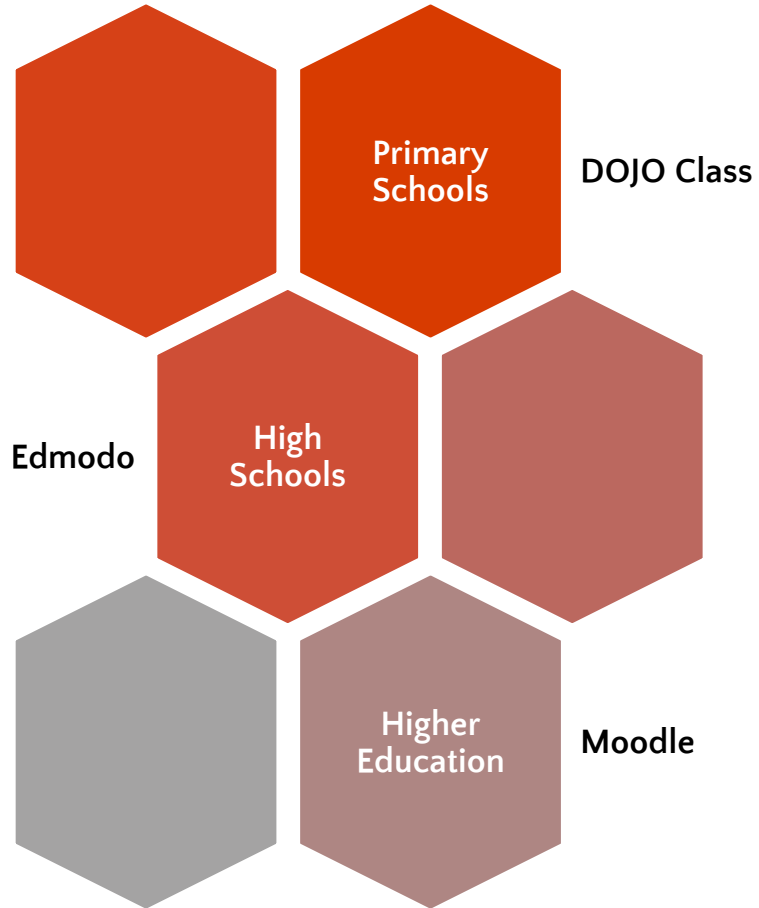 Primary
Schools
DOJO Class
Edmodo
High
Schools
Higher
Education
Moodle